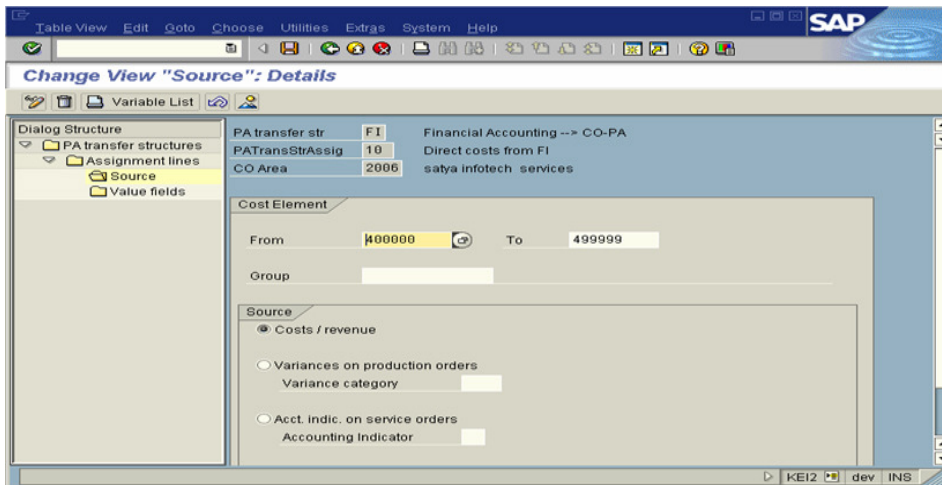 Table View Edit Goto Choose Utilities Extras System Help
SAP
Change View "Source": Details
Variable List
Dialog Structure
PA transfer structures
Assignment lines
Source
Value fields
PA transfer str FI Financial Accounting --> CO-PA
PATransStrAssig 10 Direct costs from FI
CO Area 2006 satya infotech services
Cost Element
From 400000 To 499999
Group
Source
Costs / revenue
Variances on production orders
Variance category
Acct. indic. on service orders
Accounting Indicator
KEI2 dev INS